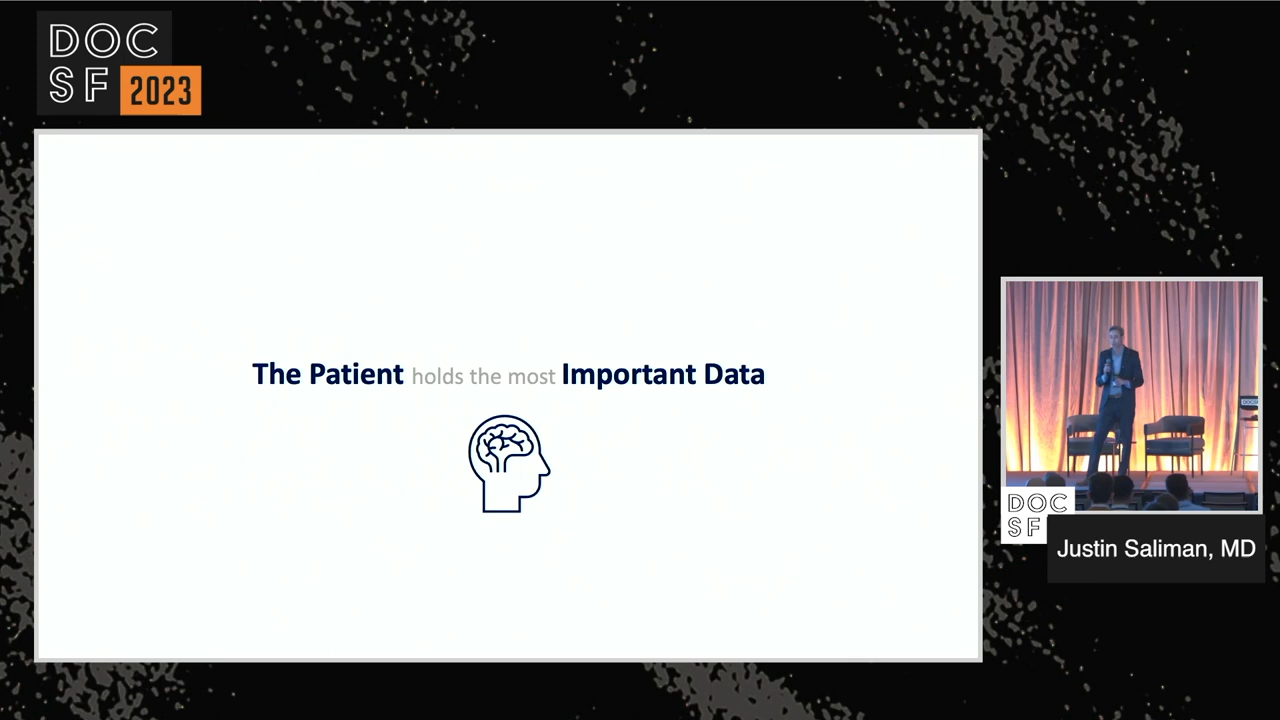 DOC
SF 2023
The Patient holds the most Important Data
DOC
SF
Justin Saliman, MD